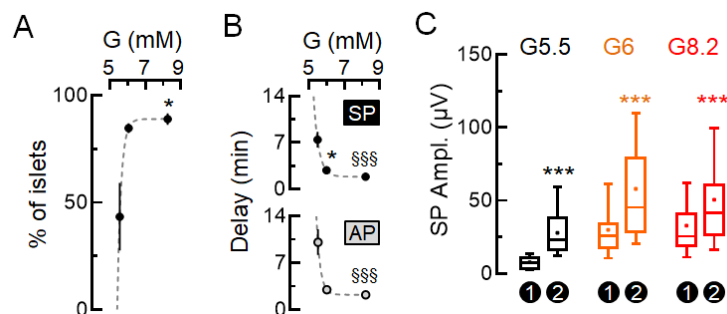 A
G (mM)
5 7 9
100
50
0
% of islets
*
B
G (mM)
5 7 9
14
7
0
SP
*
§§§
Delay (min)
14
7
0
AP
§§§
C
G5.5 G6 G8.2
150
100
50
0
SP Ampl. (µV)
*** *** ***
1 2 1 2 1 2